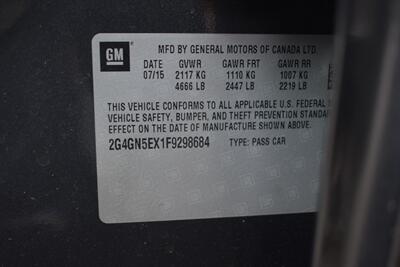 GM
MFD BY GENERAL MOTORS OF CANADA LTD.
DATE GVWR GAWR FRT GAWR RR
07/15 2117 KG 1110 KG 1007 KG
4666 LB 2447 LB 2219 LB
THIS VEHICLE CONFORMS TO ALL APPLICABLE U.S. FEDERAL
VEHICLE SAFETY, BUMPER, AND THEFT PREVENTION STANDARD
EFFECT ON THE DATE OF MANUFACTURE SHOWN ABOVE.
2G4GN5EX1F9298684 TYPE: PASS CAR